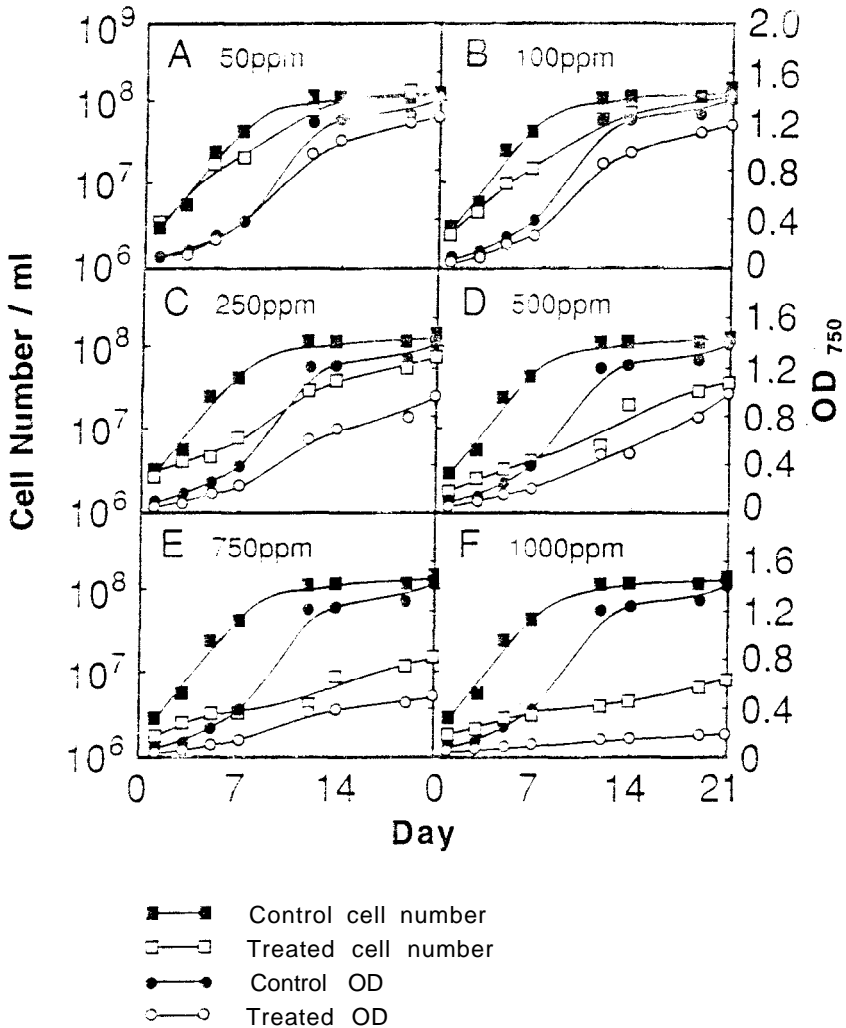 10⁹
2.0
A 50ppm
B 100ppm
10⁸
1.6
1.2
10⁷
0.8
0.4
10⁶
0
C 250ppm
D 500ppm
1.6
10⁸
1.2
10⁷
0.8
0.4
10⁶
0
E 750ppm
F 1000ppm
1.6
10⁸
1.2
10⁷
0.8
0.4
10⁶
0
0 7 14 0 7 14 21
Cell Number / ml
OD 750
Day
Control cell number
Treated cell number
Control OD
Treated OD